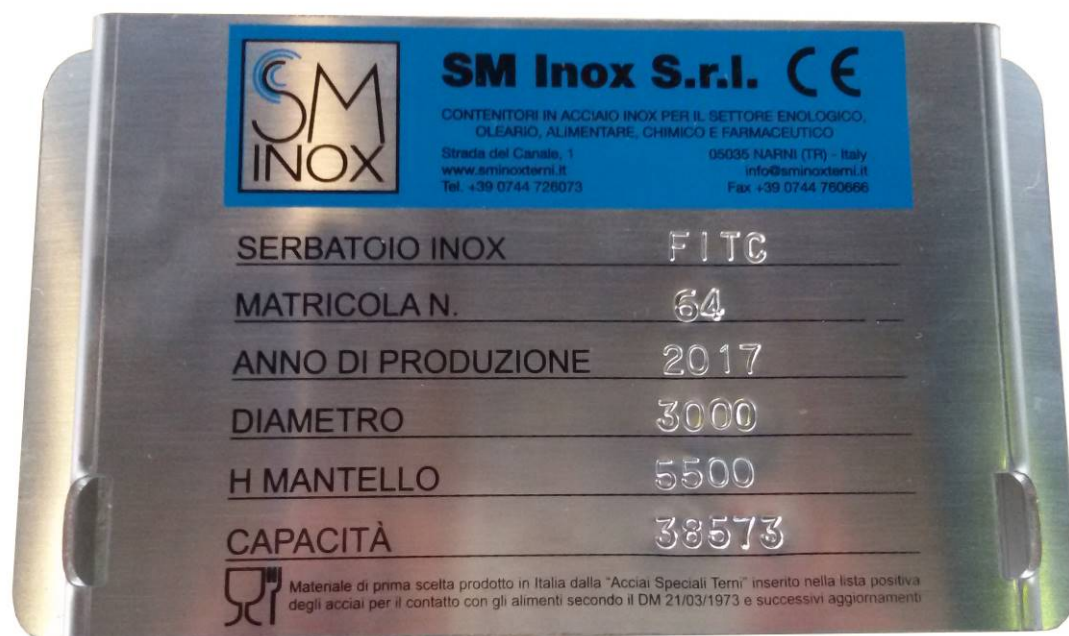 SM
INOX
SM Inox S.r.l. CE
CONTENITORI IN ACCIAIO INOX PER IL SETTORE ENOLOGICO,
OLEARIO, ALIMENTARE, CHIMICO E FARMACEUTICO
Strada del Canale, 1 05035 NARNI (TR) - Italy
www.sminoxterni.it info@sminoxterni.it
Tel. +39 0744 726073 Fax +39 0744 760666
SERBATOIO INOX FITC
MATRICOLA N. 64
ANNO DI PRODUZIONE 2017
DIAMETRO 3000
H MANTELLO 5500
CAPACITÀ 38573
Materiale di prima scelta prodotto in Italia dalla "Acciai Speciali Terni" inserito nella lista positiva
degli acciai per il contatto con gli alimenti secondo il DM 21/03/1973 e successivi aggiornamenti